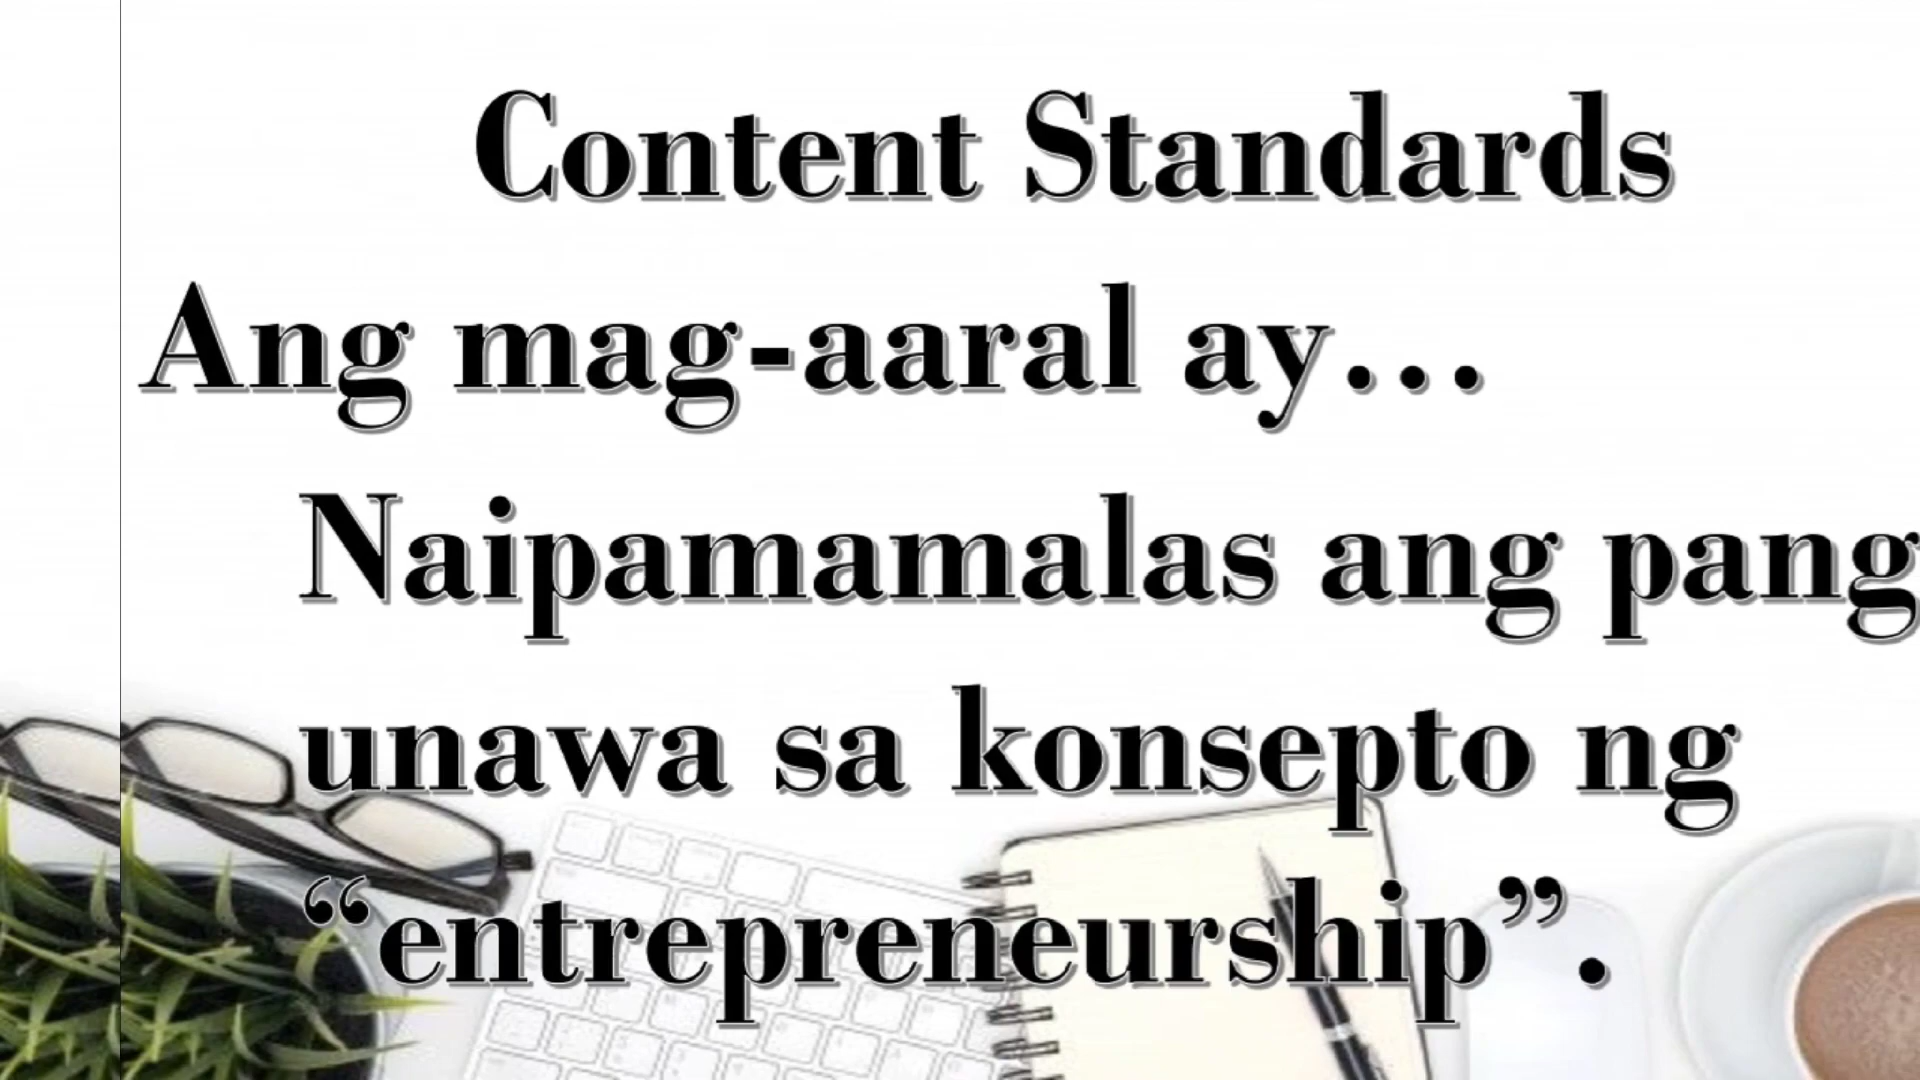 Content Standards
Ang mag-aaral ay…
Naipamamalas ang pang
unawa sa konsepto ng
“entrepreneurship”.